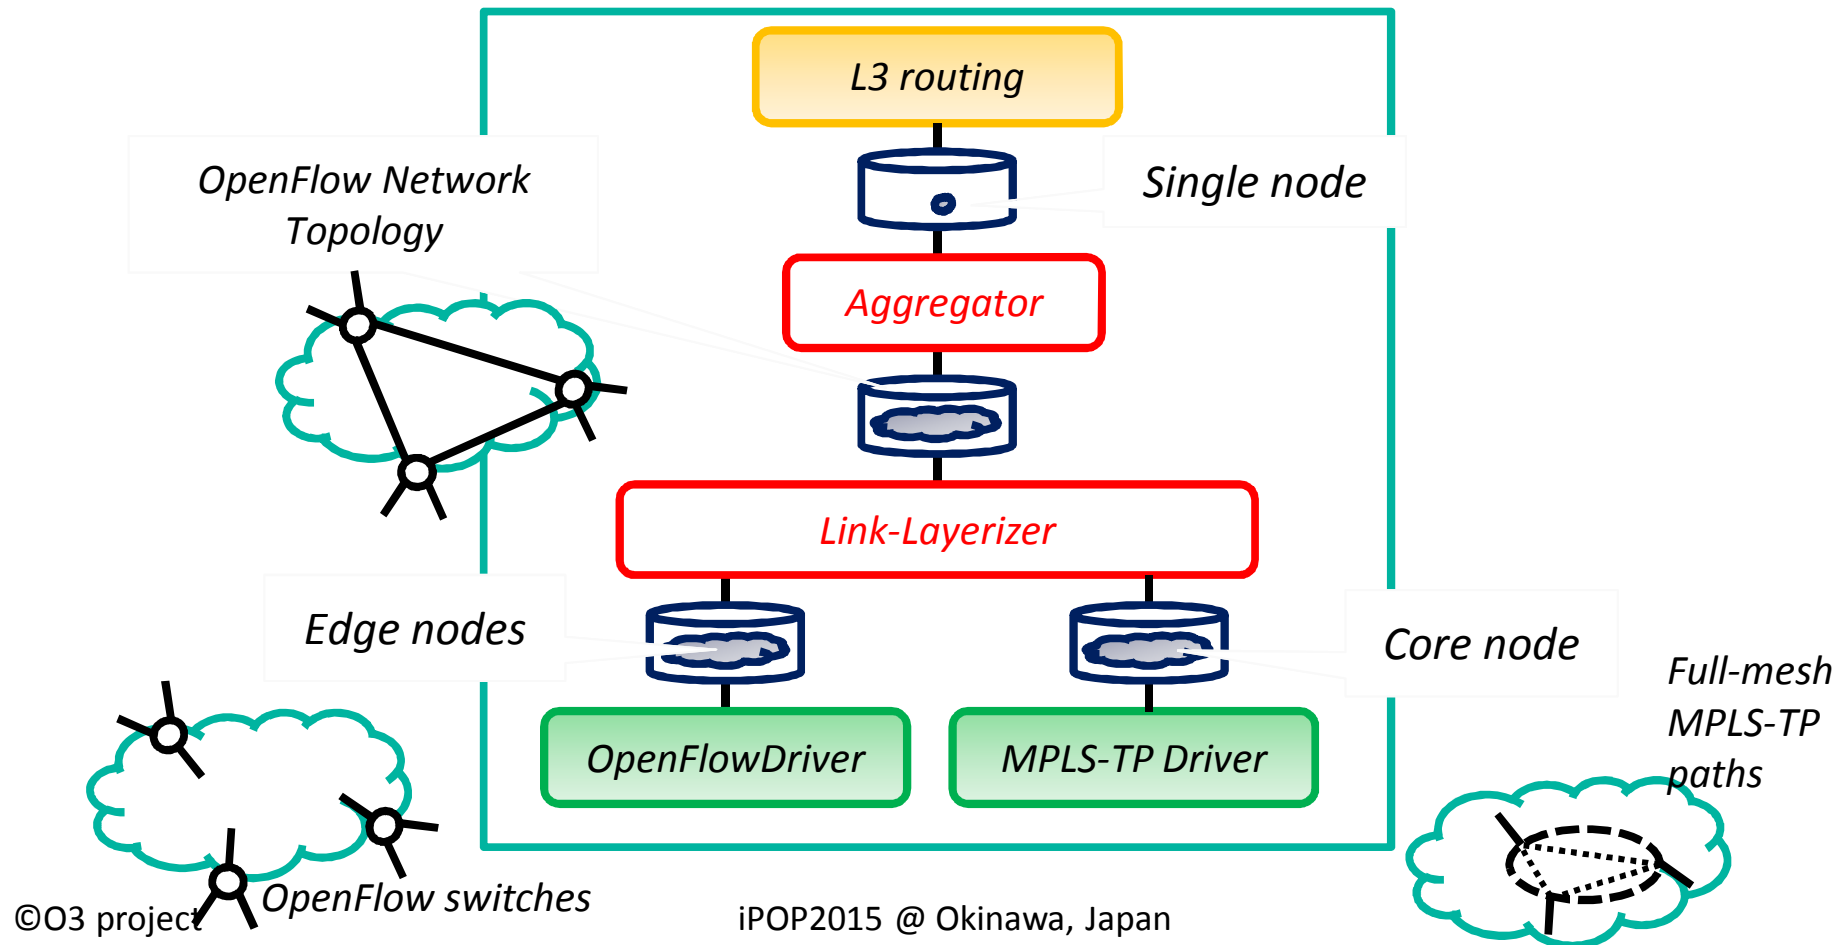 L3 routing
OpenFlow Network
Topology
Single node
Aggregator
Link-Layerizer
Edge nodes
Core node
Full-mesh
MPLS-TP
paths
OpenFlowDriver
MPLS-TP Driver
OpenFlow switches
©O3 project
iPOP2015 @ Okinawa, Japan